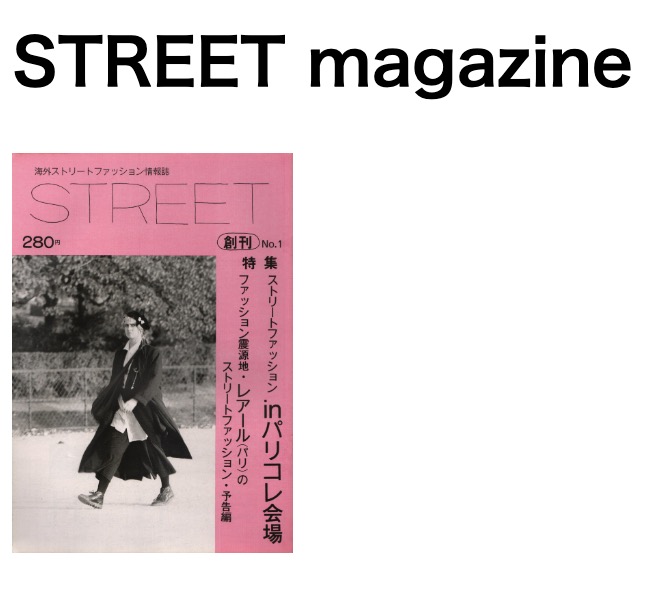 STREET magazine
海外ストリートファッション情報誌
STREET
280円
創刊 No.1
特集
ストリートファッション inパリコレ会場
ファッション震源地・レアール(パリ)の
ストリートファッション・予告編